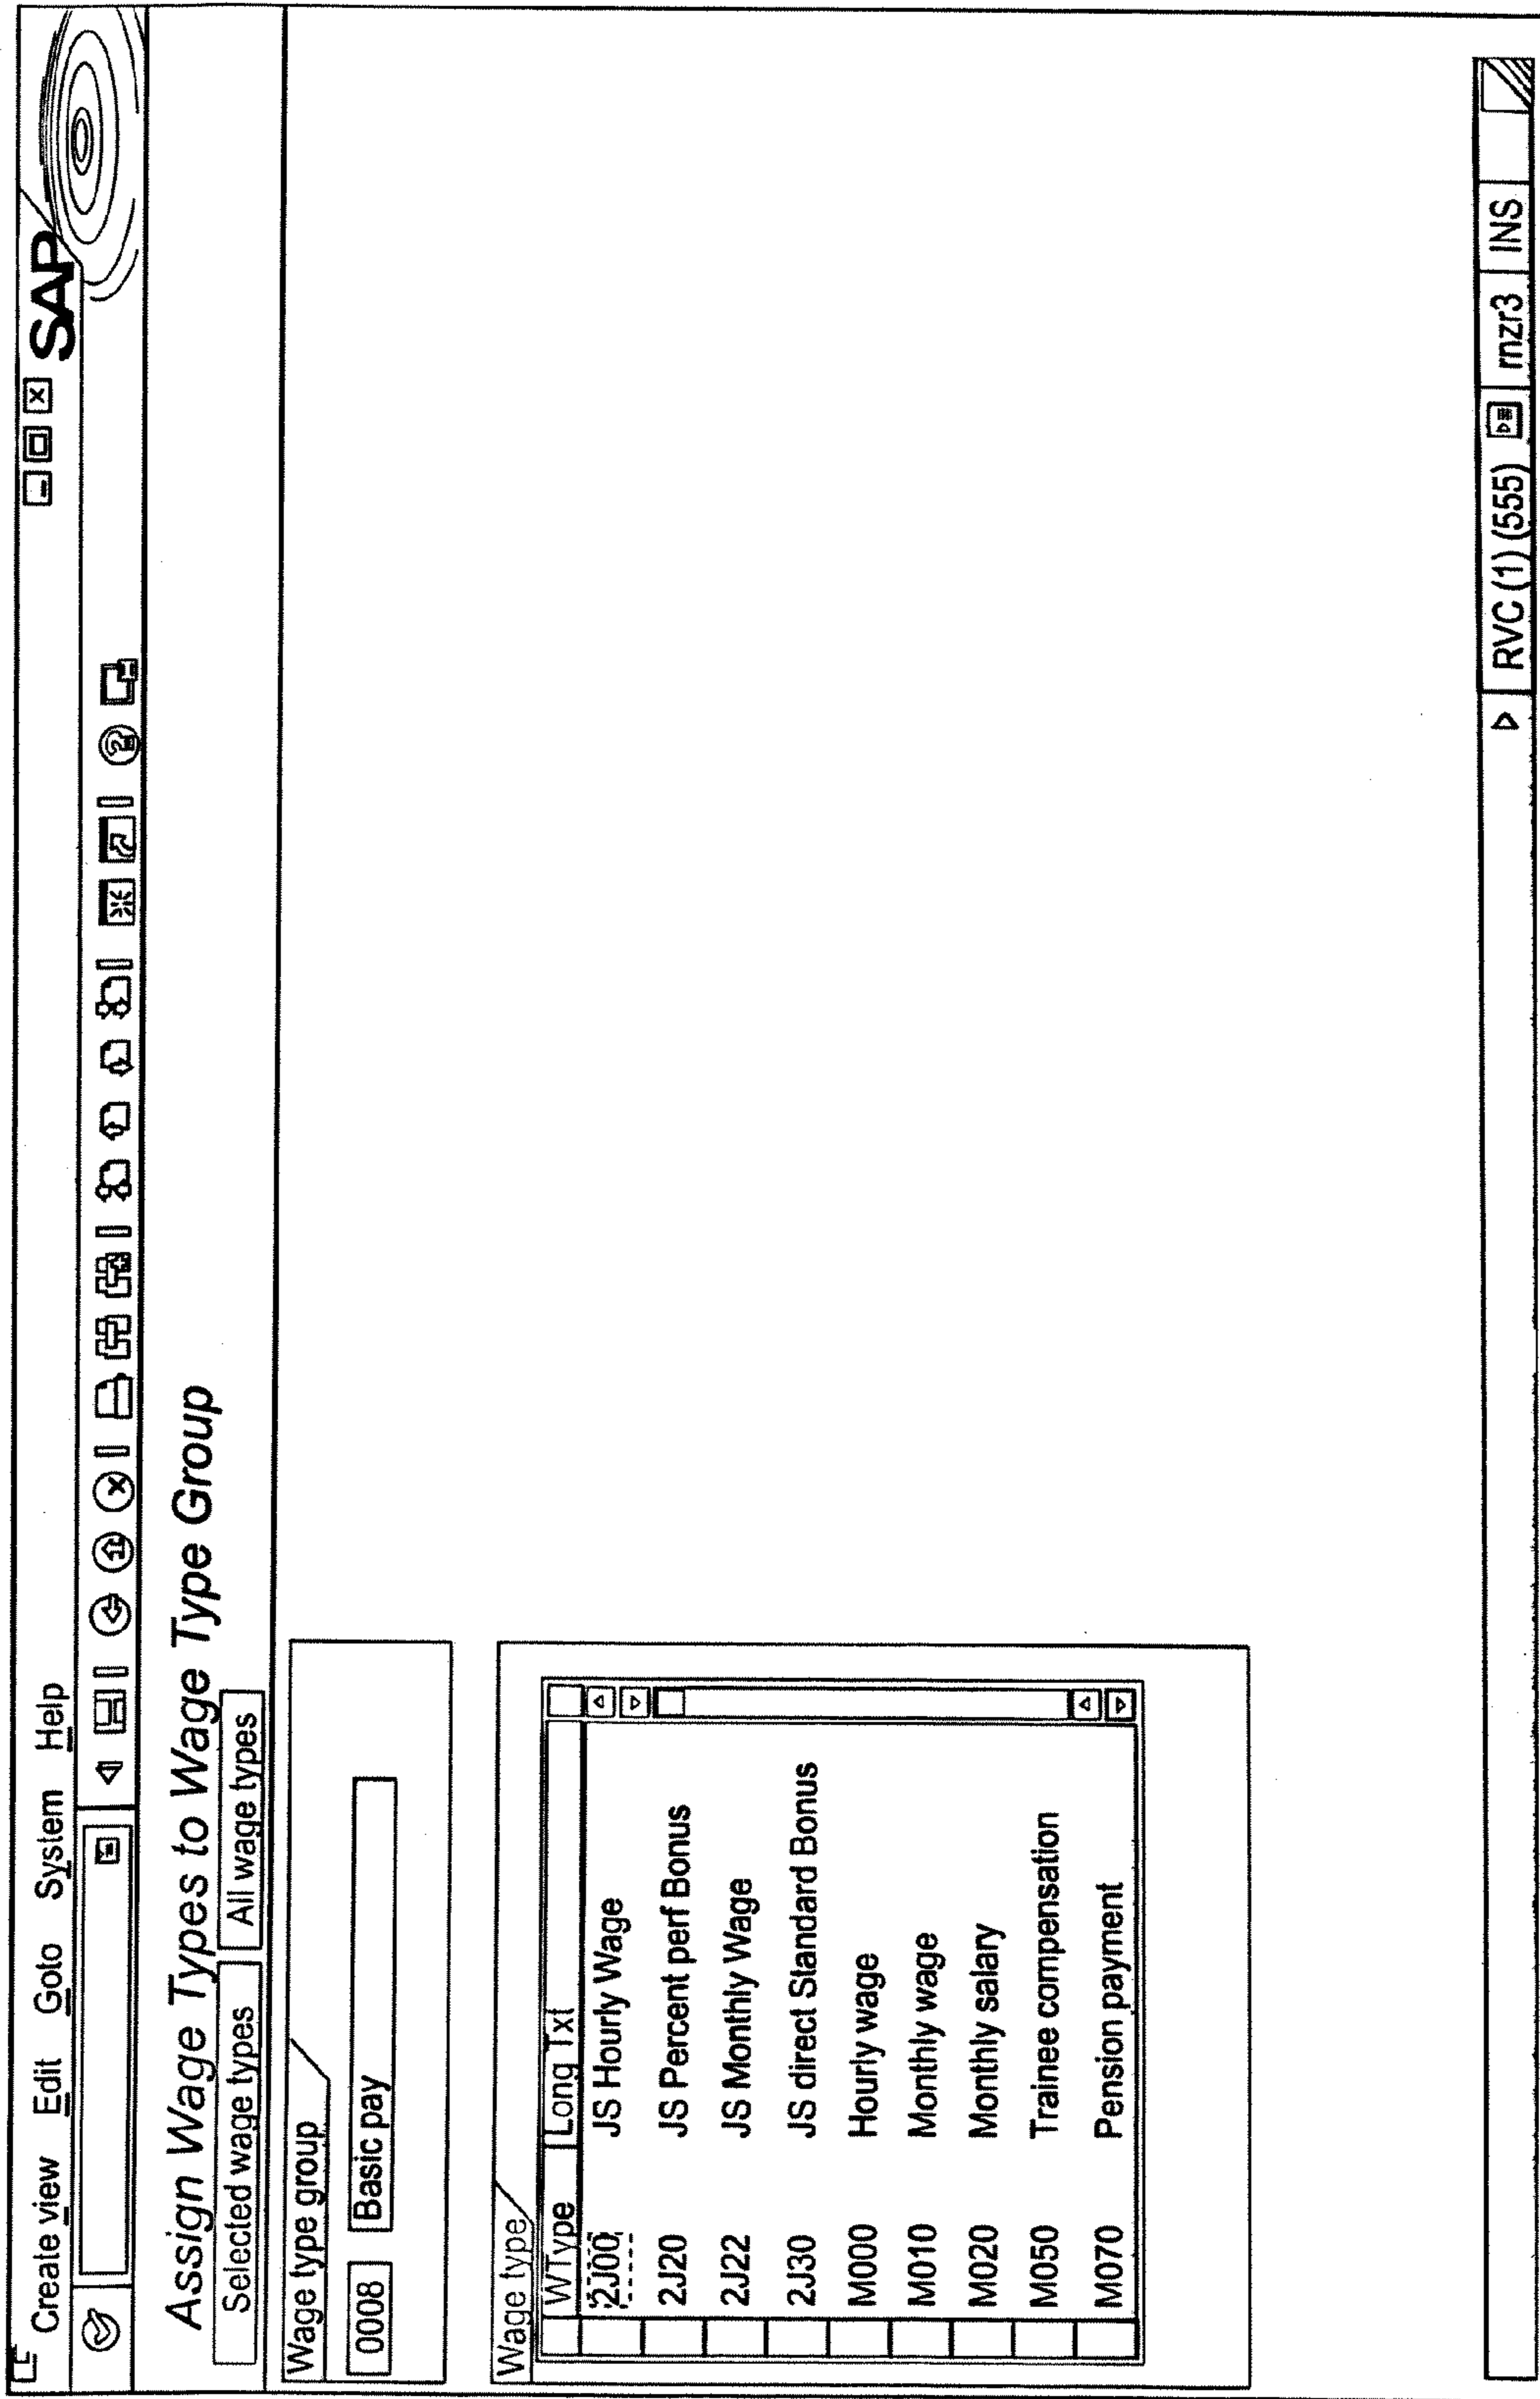 Create view Edit Goto System Help
SAP
Assign Wage Types to Wage Type Group
Selected wage types All wage types
Wage type group
0008 Basic pay
Wage type
WType Long Txt
2J00 JS Hourly Wage
2J20 JS Percent perf Bonus
2J22 JS Monthly Wage
2J30 JS direct Standard Bonus
M000 Hourly wage
M010 Monthly wage
M020 Monthly salary
M050 Trainee compensation
M070 Pension payment
RVC (1) (555) rnzr3 INS